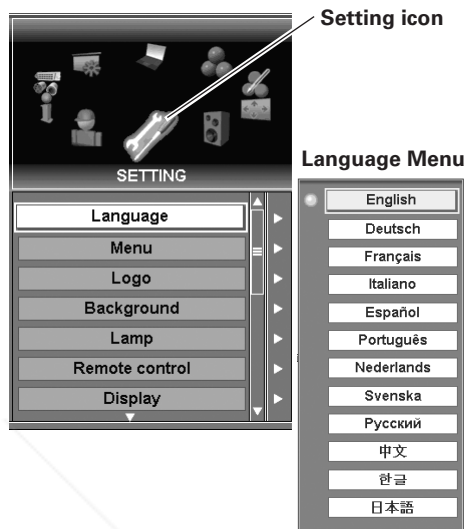 Setting icon
SETTING
Language
Menu
Logo
Background
Lamp
Remote control
Display
Language Menu
English
Deutsch
Français
Italiano
Español
Português
Nederlands
Svenska
Русский
中文
한글
日本語